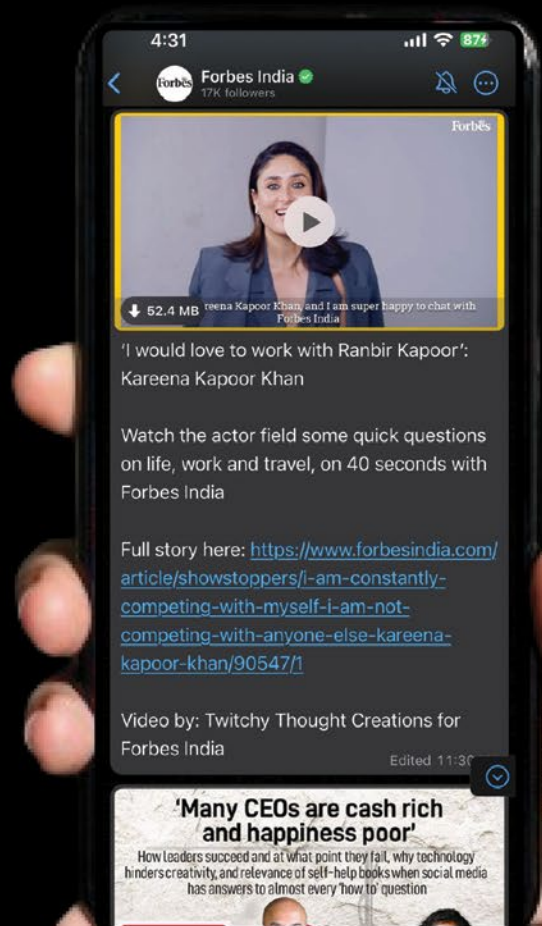 4:31
87
Forbes
Forbes India
17K followers
Forbes
52.4 MB
reena Kapoor Khan, and I am super happy to chat with
Forbes India
'I would love to work with Ranbir Kapoor':
Kareena Kapoor Khan
Watch the actor field some quick questions
on life, work and travel, on 40 seconds with
Forbes India
Full story here: https://www.forbesindia.com/
article/showstoppers/i-am-constantly-
competing-with-myself-i-am-not-
competing-with-anyone-else-kareena-
kapoor-khan/90547/1
Video by: Twitchy Thought Creations for
Forbes India
Edited 11:30
'Many CEOs are cash rich
and happiness poor'
How leaders succeed and at what point they fail, why technology
hinders creativity, and relevance of self-help books when social media
has answers to almost every 'how to' question